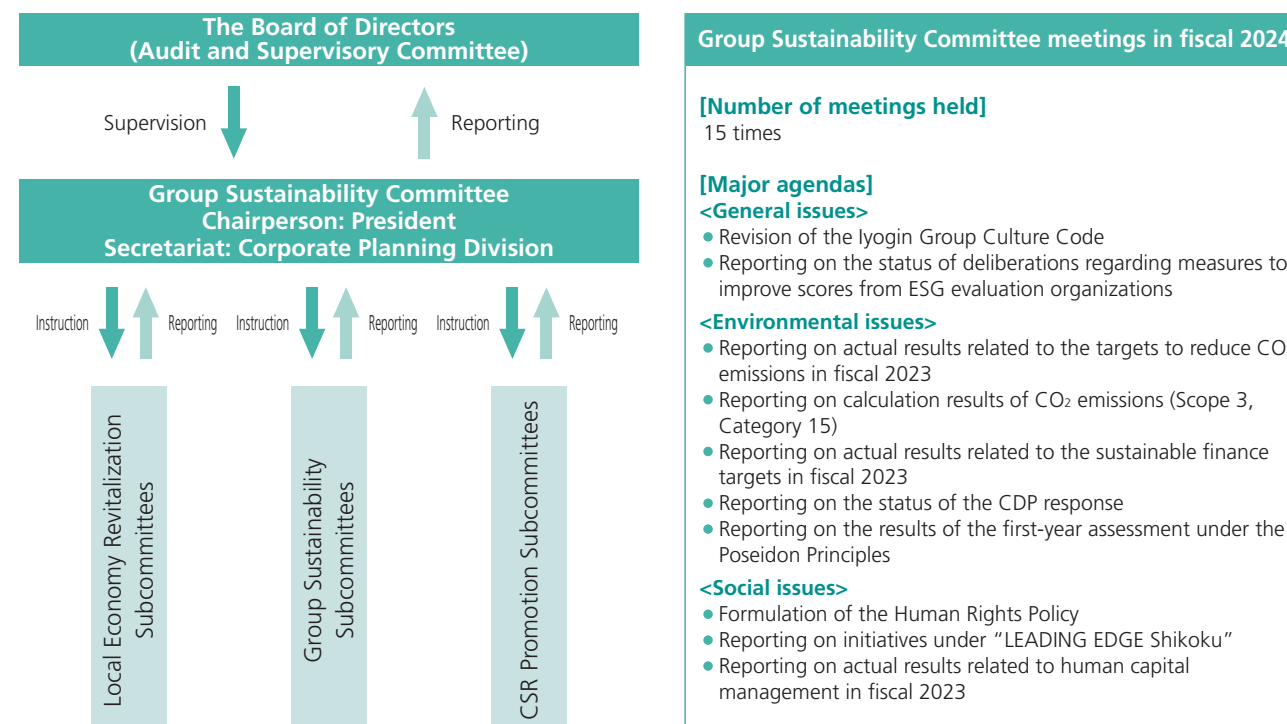 The Board of Directors
(Audit and Supervisory Committee)
Supervision
Reporting
Group Sustainability Committee
Chairperson: President
Secretariat: Corporate Planning Division
Instruction
Reporting
Instruction
Reporting
Instruction
Reporting
Local Economy Revitalization
Subcommittees
Group Sustainability
Subcommittees
CSR Promotion Subcommittees
Group Sustainability Committee meetings in fiscal 2024
[Number of meetings held]
15 times
[Major agendas]
<General issues>
● Revision of the Iyogin Group Culture Code
● Reporting on the status of deliberations regarding measures to
improve scores from ESG evaluation organizations
<Environmental issues>
● Reporting on actual results related to the targets to reduce CO
emissions in fiscal 2023
● Reporting on calculation results of CO₂ emissions (Scope 3,
Category 15)
● Reporting on actual results related to the sustainable finance
targets in fiscal 2023
● Reporting on the status of the CDP response
● Reporting on the results of the first-year assessment under the
Poseidon Principles
<Social issues>
● Formulation of the Human Rights Policy
● Reporting on initiatives under “LEADING EDGE Shikoku”
● Reporting on actual results related to human capital
management in fiscal 2023